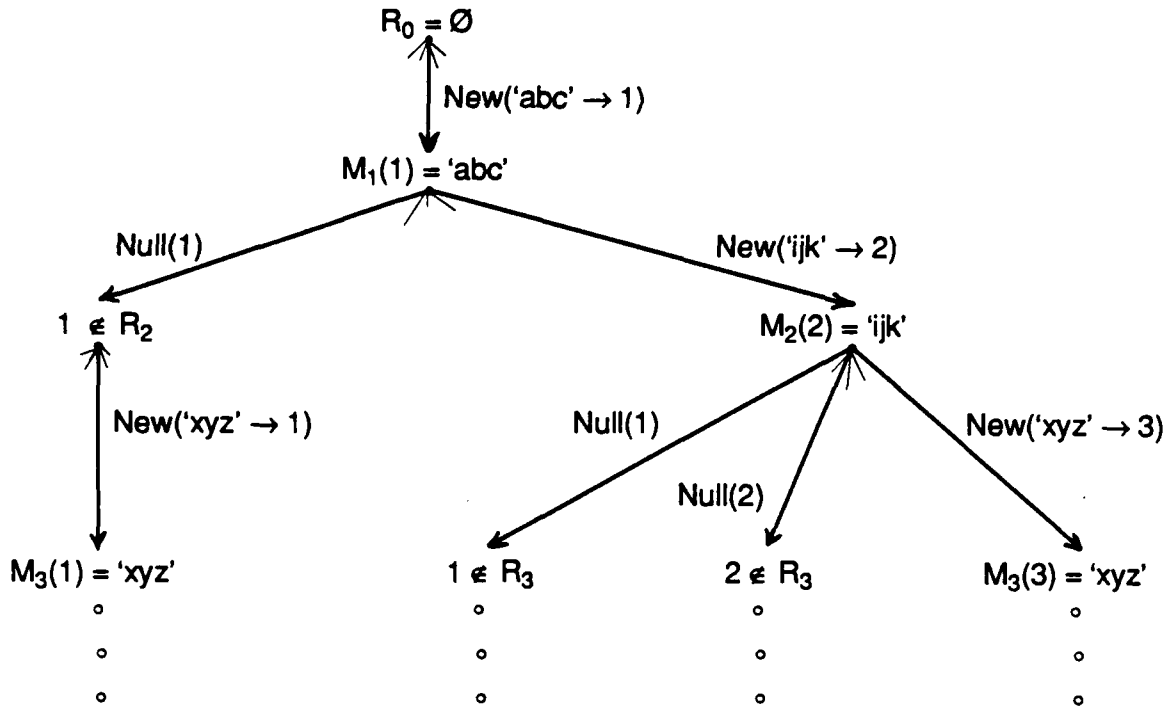 R₀ = Ø
New('abc' → 1)
M₁(1) = 'abc'
Null(1)
New('ijk' → 2)
1 ∉ R₂
M₂(2) = 'ijk'
New('xyz' → 1)
Null(1)
Null(2)
New('xyz' → 3)
M₃(1) = 'xyz'
1 ∉ R₃
2 ∉ R₃
M₃(3) = 'xyz'